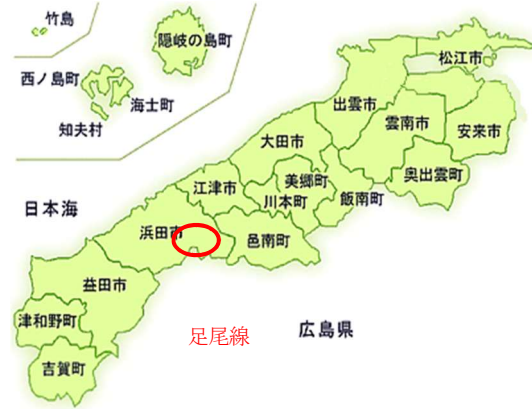 竹島
隠岐の島町
西ノ島町
海士町
知夫村
松江市
出雲市
雲南市
安来市
大田市
美郷町
奥出雲町
江津市
川本町
飯南町
日本海
浜田市
邑南町
益田市
津和野町
足尾線
広島県
吉賀町